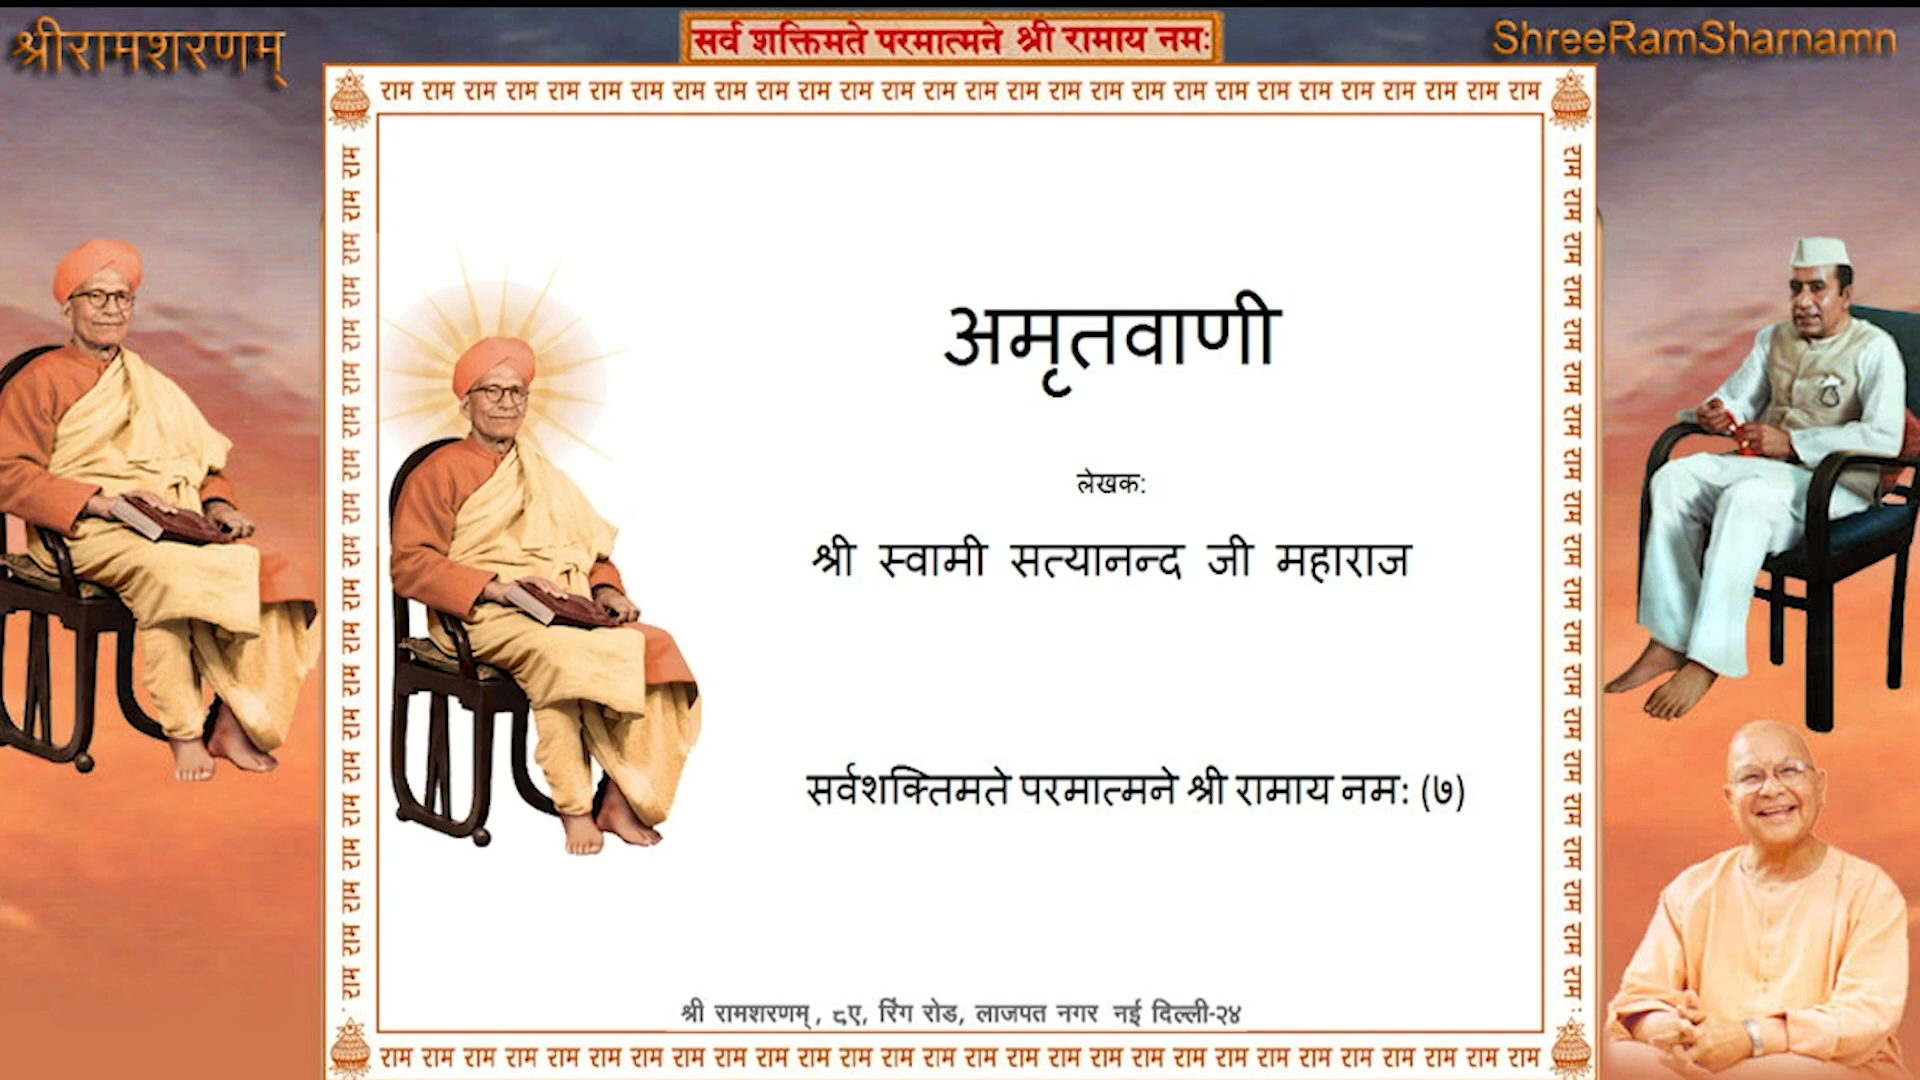 श्रीरामशरणम्
सर्व शक्तिमते परमात्मने श्री रामाय नमः
ShreeRamSharnamn
राम राम राम राम राम राम राम राम राम राम राम राम राम राम राम राम राम राम राम राम राम राम राम राम राम राम राम राम
राम राम राम राम राम राम राम राम राम राम राम राम राम राम राम राम राम राम राम राम
अमृतवाणी
लेखक:
श्री स्वामी सत्यानन्द जी महाराज
सर्वशक्तिमते परमात्मने श्री रामाय नमः (७)
श्री रामशरणम् , ८ए, रिंग रोड, लाजपत नगर नई दिल्ली-२४
राम राम राम राम राम राम राम राम राम राम राम राम राम राम राम राम राम राम राम राम
राम राम राम राम राम राम राम राम राम राम राम राम राम राम राम राम राम राम राम राम राम राम राम राम राम राम राम राम